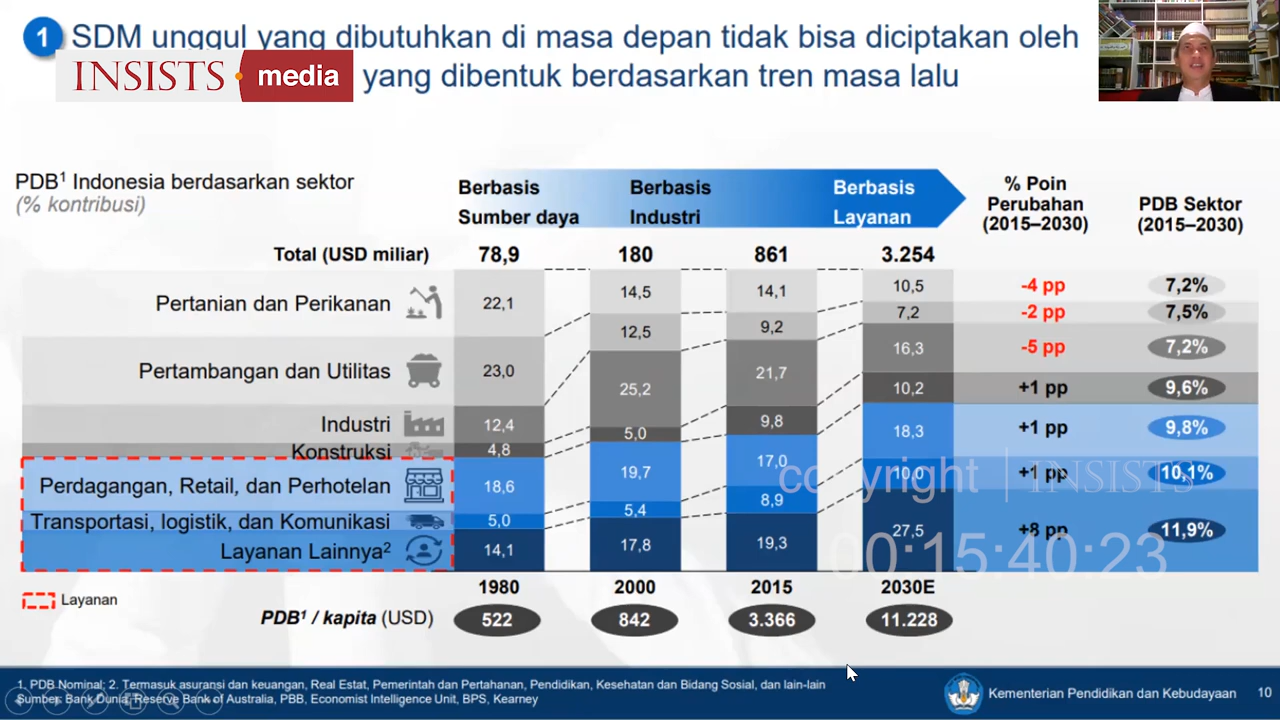 1 SDM unggul yang dibutuhkan di masa depan tidak bisa diciptakan oleh
INSISTS media yang dibentuk berdasarkan tren masa lalu
PDB¹ Indonesia berdasarkan sektor
(% kontribusi)
Berbasis Sumber daya
Berbasis Industri
Berbasis Layanan
% Poin Perubahan (2015–2030)
PDB Sektor (2015–2030)
Total (USD miliar) 78,9 180 861 3.254
Pertanian dan Perikanan 22,1 14,5 14,1 10,5 -4 pp 7,2%
Pertambangan dan Utilitas 23,0 12,5 9,2 7,2 -2 pp 7,5%
Industri 12,4 25,2 21,7 16,3 -5 pp 7,2%
Konstruksi 4,8 5,0 9,8 10,2 +1 pp 9,6%
Perdagangan, Retail, dan Perhotelan 18,6 19,7 17,0 18,3 +1 pp 9,8%
Transportasi, logistik, dan Komunikasi 5,0 5,4 8,9 10,0 +1 pp 10,1%
Layanan Lainnya² 14,1 17,8 19,3 27,5 +8 pp 11,9%
copyright | INSISTS
00:15:40:23
1980 2000 2015 2030E
Layanan
PDB¹ / kapita (USD) 522 842 3.366 11.228
1. PDB Nominal; 2. Termasuk asuransi dan keuangan, Real Estat, Pemerintah dan Pertahanan, Pendidikan, Kesehatan dan Bidang Sosial, dan lain-lain
Sumber: Bank Dunia, Reserve Bank of Australia, PBB, Economist Intelligence Unit, BPS, Kearney
Kementerian Pendidikan dan Kebudayaan 10